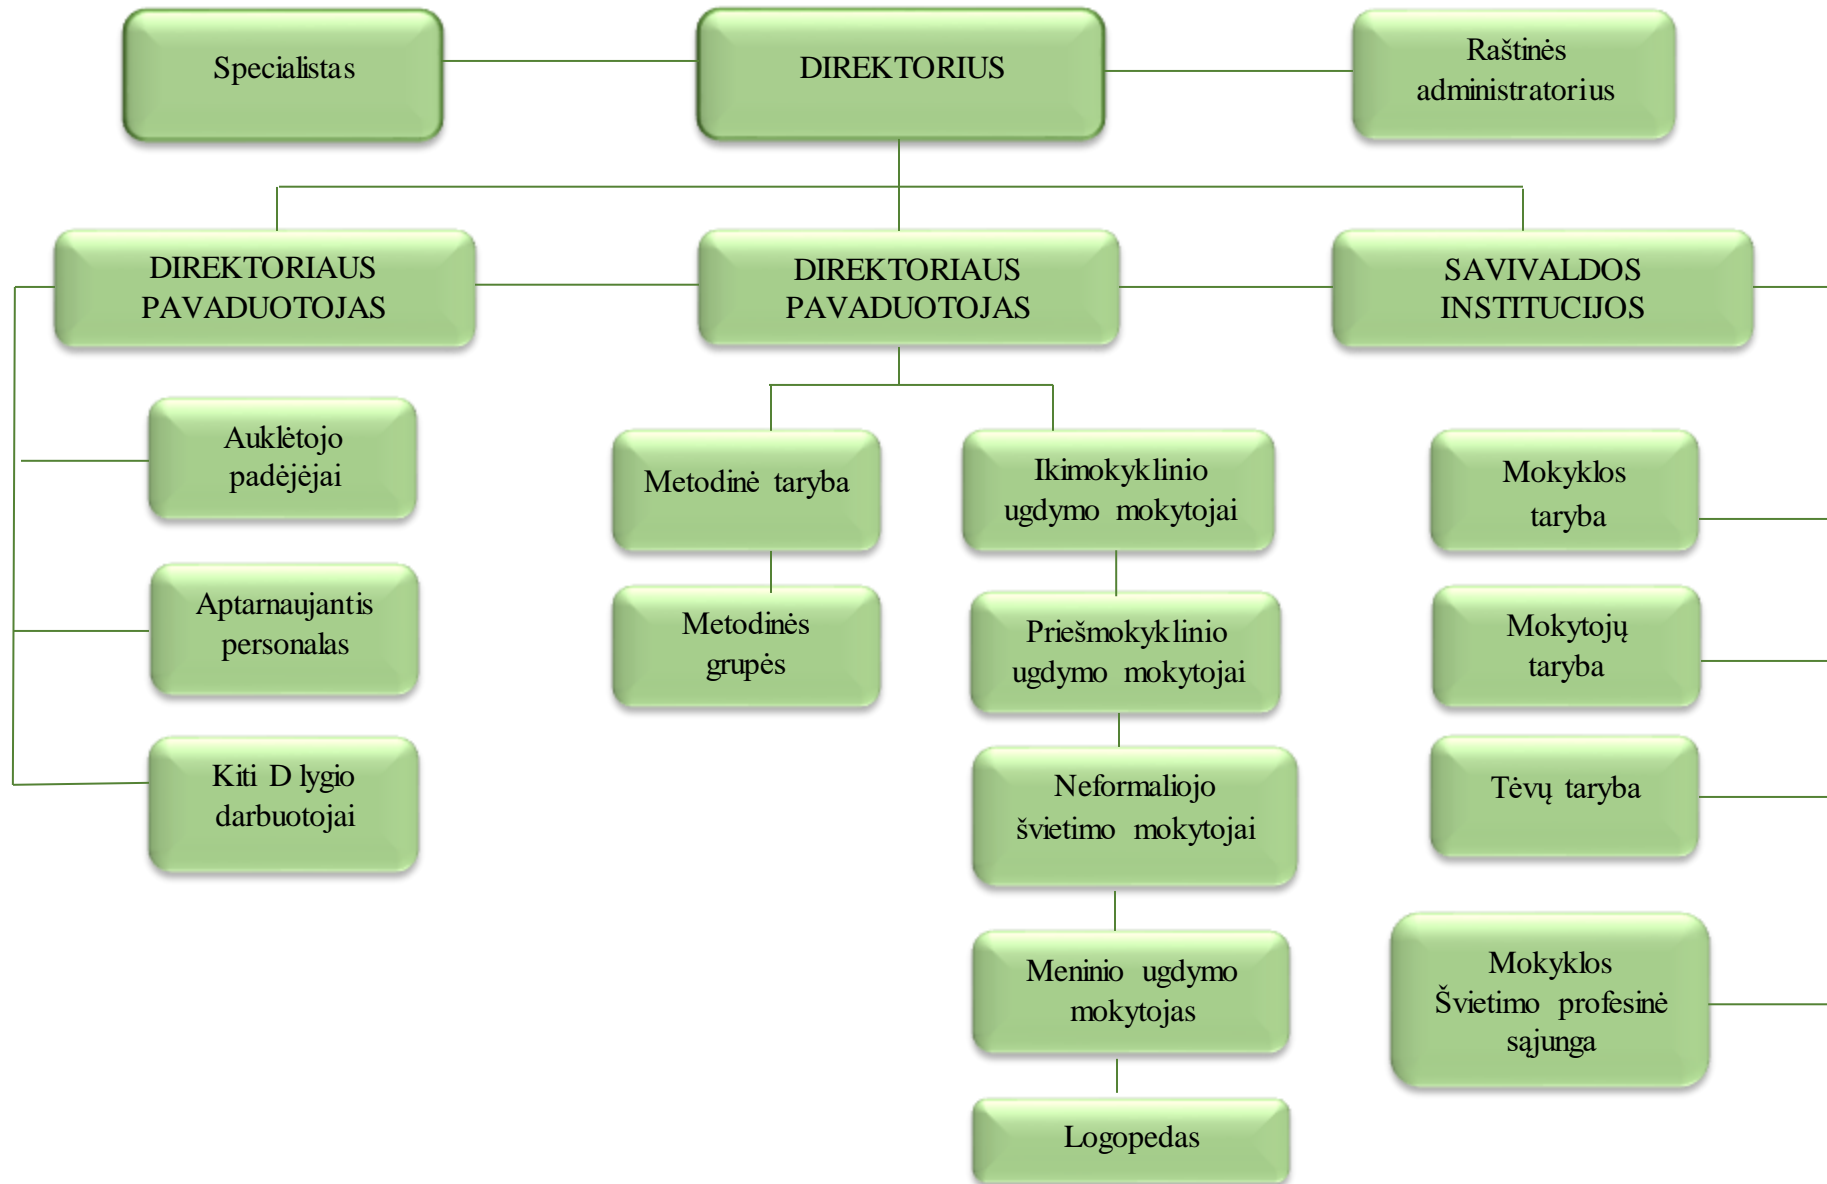 Specialistas
DIREKTORIUS
Raštinės
administratorius
DIREKTORIAUS
PAVADUOTOJAS
DIREKTORIAUS
PAVADUOTOJAS
SAVIVALDOS
INSTITUCIJOS
Auklėtojo
padėjėjai
Aptarnaujantis
personalas
Kiti D lygio
darbuotojai
Metodinė taryba
Metodinės
grupės
Ikimokyklinio
ugdymo mokytojai
Priešmokyklinio
ugdymo mokytojai
Neformaliojo
švietimo mokytojai
Meninio ugdymo
mokytojas
Logopedas
Mokyklos
taryba
Mokytojų
taryba
Tėvų taryba
Mokyklos
Švietimo profesinė
sąjunga